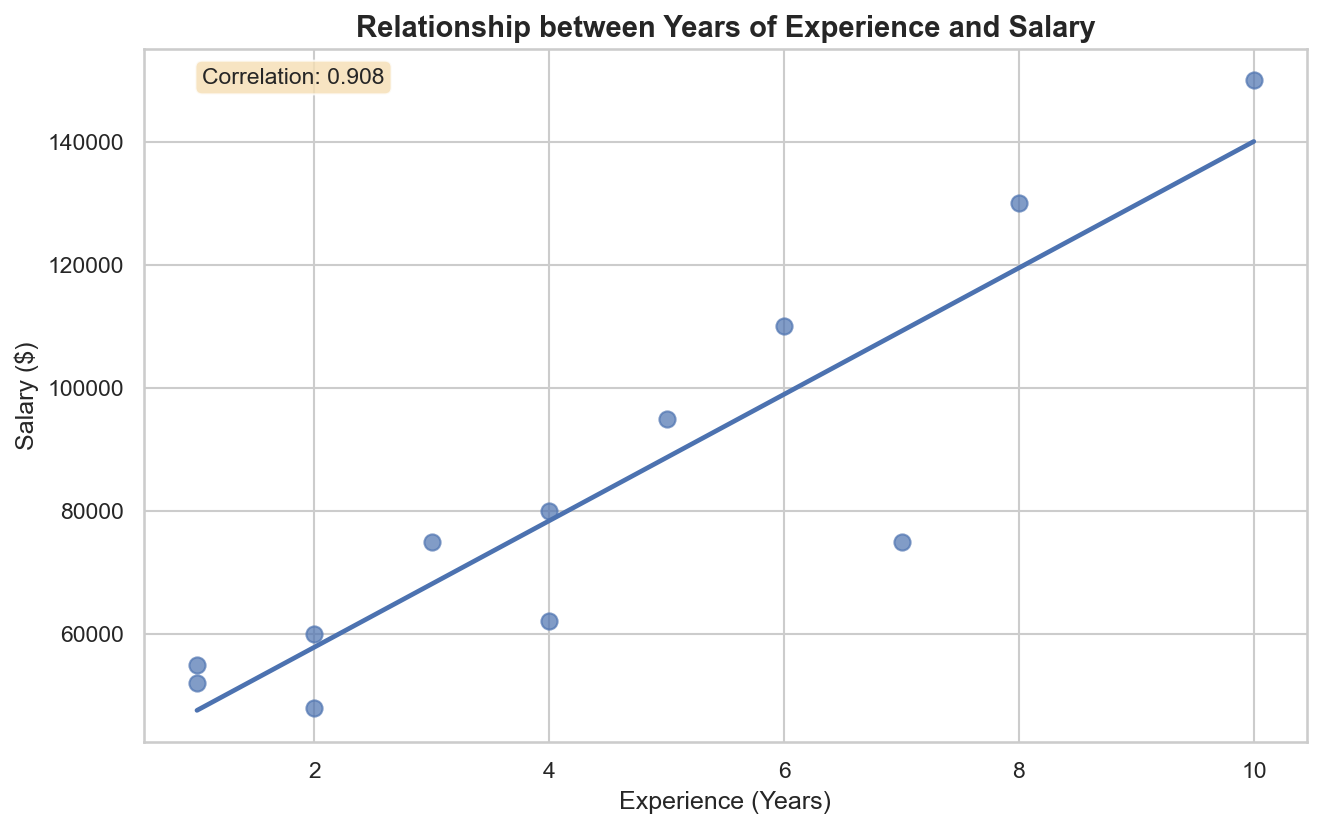 Relationship between Years of Experience and Salary
Correlation: 0.908
140000
120000
100000
80000
60000
Salary ($)
2 4 6 8 10
Experience (Years)